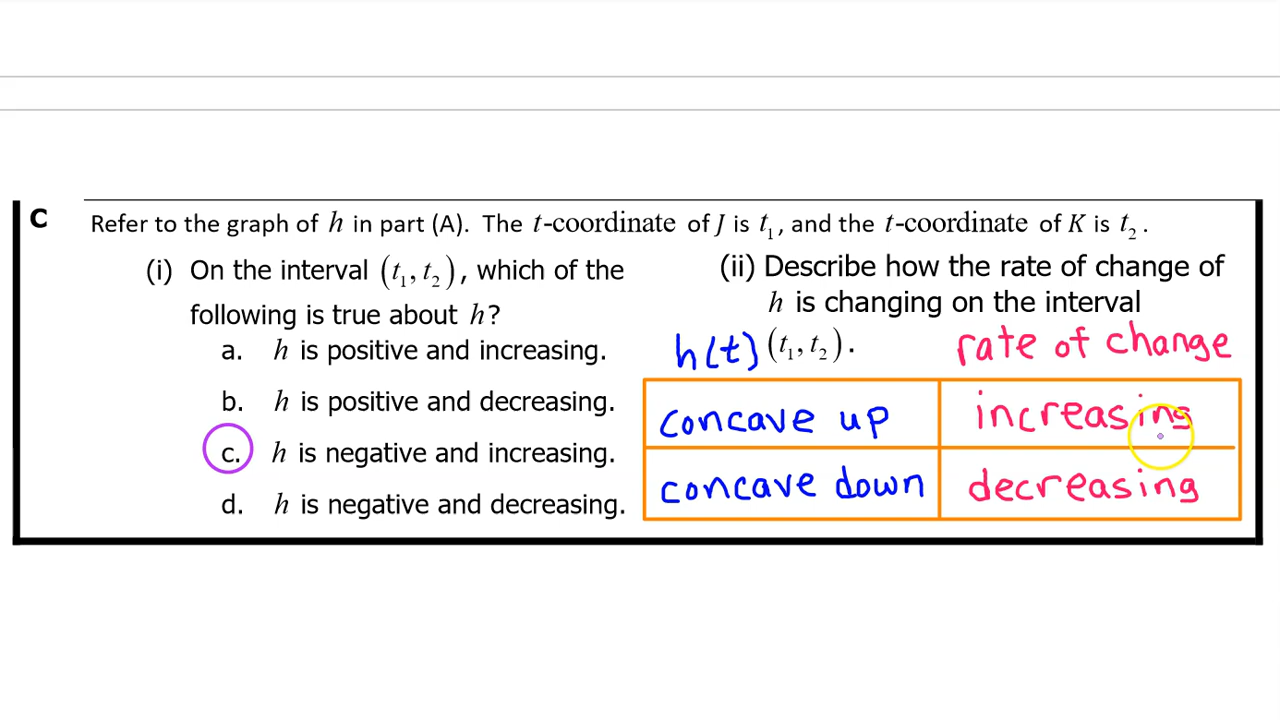 C Refer to the graph of h in part (A). The t-coordinate of J is t₁, and the t-coordinate of K is t₂.
(i) On the interval (t₁, t₂), which of the
following is true about h?
a. h is positive and increasing.
b. h is positive and decreasing.
c. h is negative and increasing.
d. h is negative and decreasing.
(ii) Describe how the rate of change of
h is changing on the interval
(t₁, t₂).
h(t) rate of change
concave up increasing
concave down decreasing